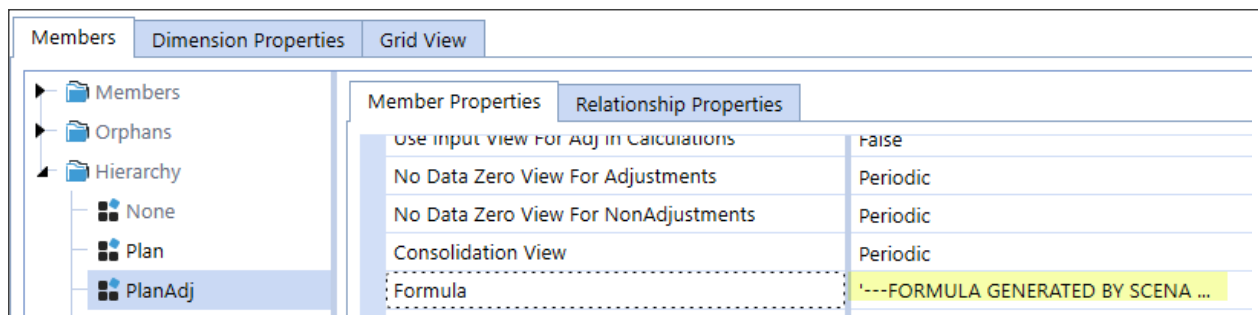 Members Dimension Properties Grid View
Members
Orphans
Hierarchy
None
Plan
PlanAdj
Member Properties Relationship Properties
Use Input View For Adj In Calculations False
No Data Zero View For Adjustments Periodic
No Data Zero View For NonAdjustments Periodic
Consolidation View Periodic
Formula '---FORMULA GENERATED BY SCENA ...